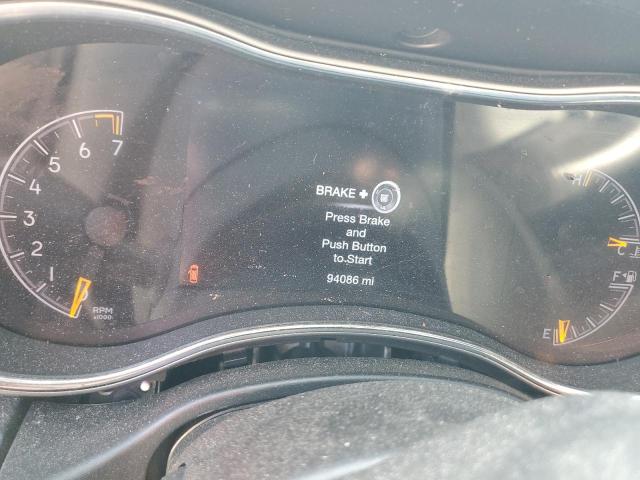 7
6
5
4
3
2
1
0
RPM
x1000
BRAKE +
Press Brake
and
Push Button
to Start
94086 mi
H
C
F
E